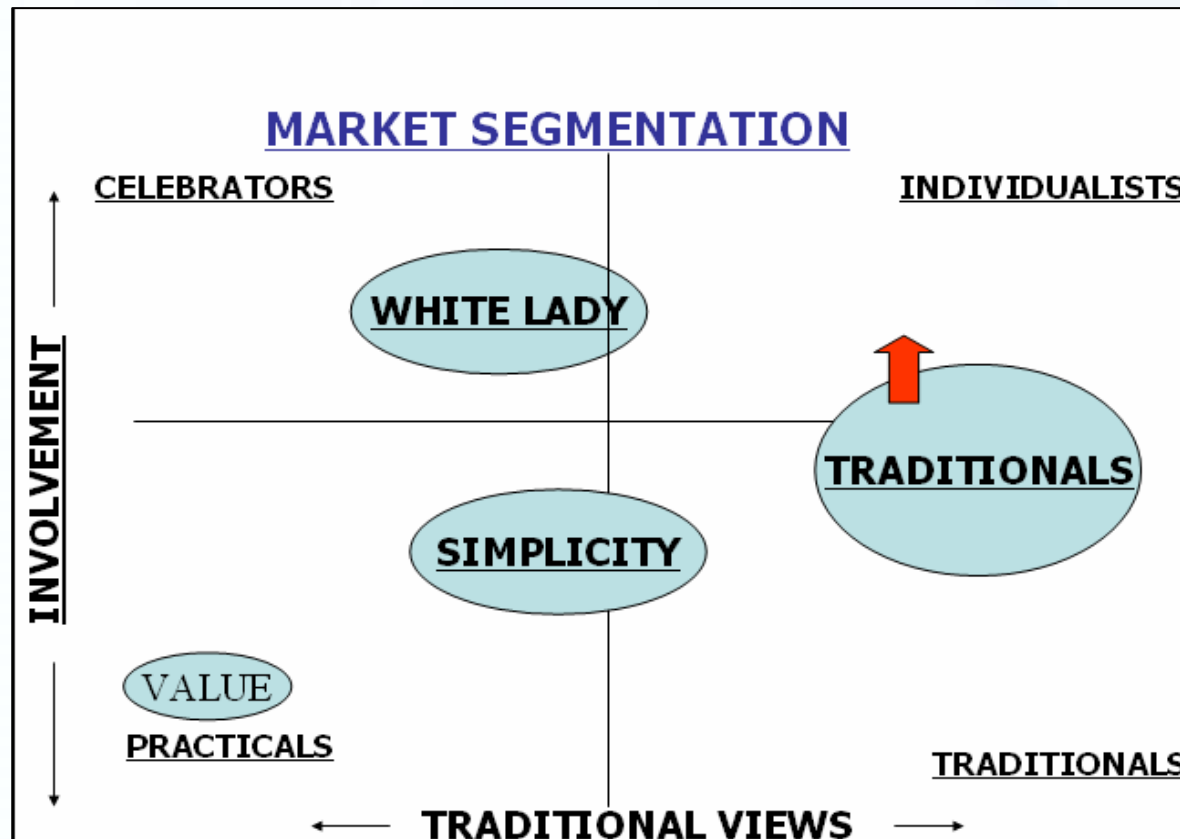 MARKET SEGMENTATION
CELEBRATORS
INDIVIDUALISTS
WHITE LADY
INVOLVEMENT
TRADITIONALS
SIMPLICITY
VALUE
PRACTICALS
TRADITIONALS
TRADITIONAL VIEWS